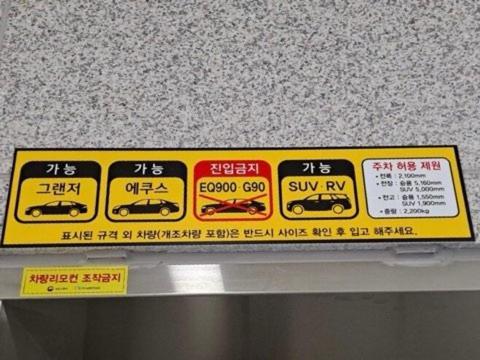 가능
그랜저
가능
에쿠스
진입금지
EQ900·G90
가능
SUV·RV
주차 허용 제원
• 전폭 : 2,100mm
• 전장 : 승용 5,160mm
SUV 5,000mm
• 전고 : 승용 1,550mm
SUV 1,900mm
• 중량 : 2,200kg
표시된 규격 외 차량(개조차량 포함)은 반드시 사이즈 확인 후 입고 해주세요.
차량리모컨 조작금지